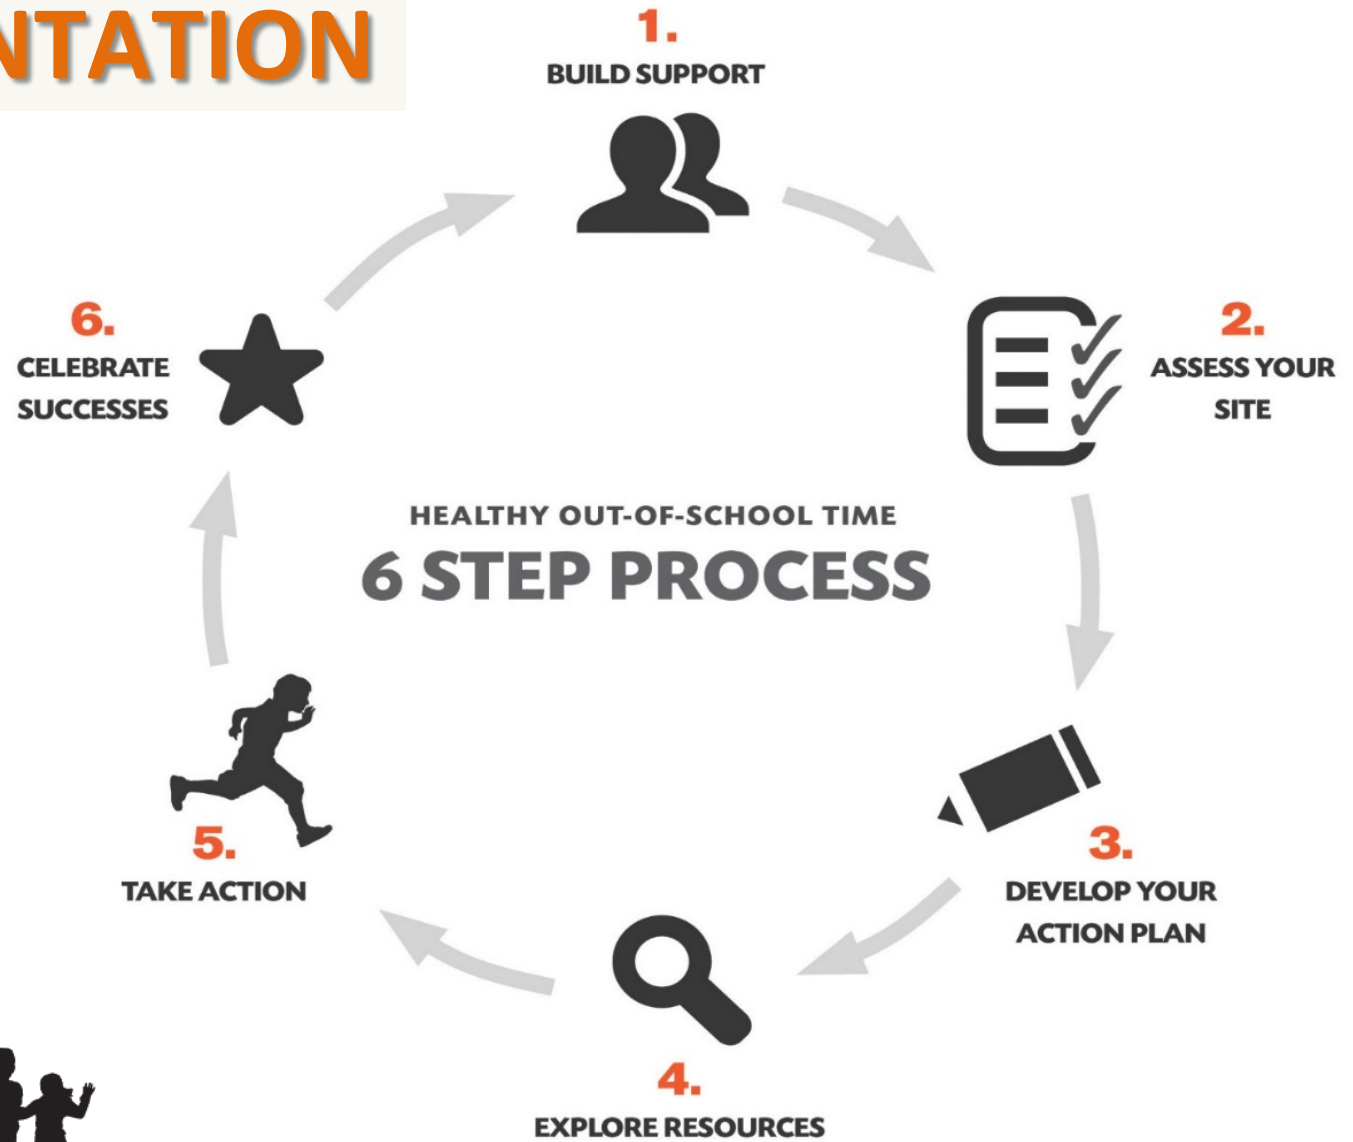 NTATION
1.
BUILD SUPPORT
2.
ASSESS YOUR
SITE
3.
DEVELOP YOUR
ACTION PLAN
4.
EXPLORE RESOURCES
5.
TAKE ACTION
6.
CELEBRATE
SUCCESSES
HEALTHY OUT-OF-SCHOOL TIME
6 STEP PROCESS